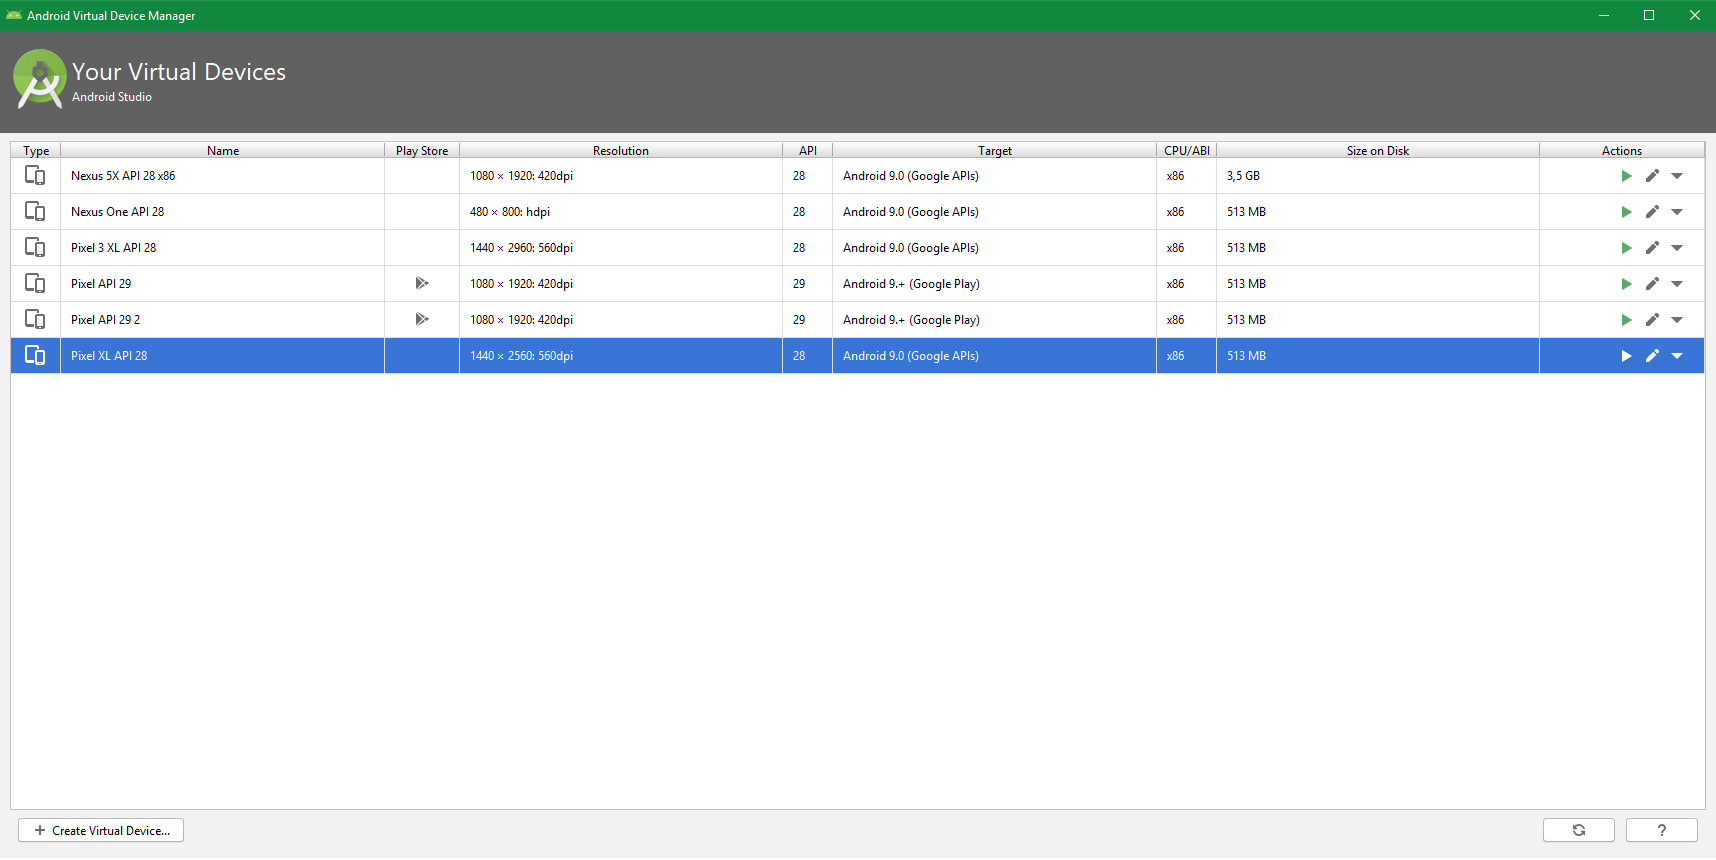 Android Virtual Device Manager
Your Virtual Devices
Android Studio
Type Name Play Store Resolution API Target CPU/ABI Size on Disk Actions
Nexus 5X API 28 x86 1080 × 1920: 420dpi 28 Android 9.0 (Google APIs) x86 3,5 GB
Nexus One API 28 480 × 800: hdpi 28 Android 9.0 (Google APIs) x86 513 MB
Pixel 3 XL API 28 1440 × 2960: 560dpi 28 Android 9.0 (Google APIs) x86 513 MB
Pixel API 29 1080 × 1920: 420dpi 29 Android 9.+ (Google Play) x86 513 MB
Pixel API 29 2 1080 × 1920: 420dpi 29 Android 9.+ (Google Play) x86 513 MB
Pixel XL API 28 1440 × 2560: 560dpi 28 Android 9.0 (Google APIs) x86 513 MB
+ Create Virtual Device... ?